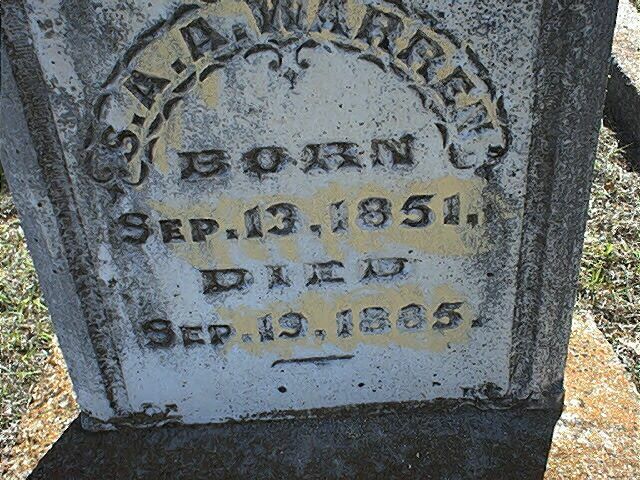 S.A.A. WARREN
BORN
SEP. 13, 1851.
DIED
SEP. 19, 1885.